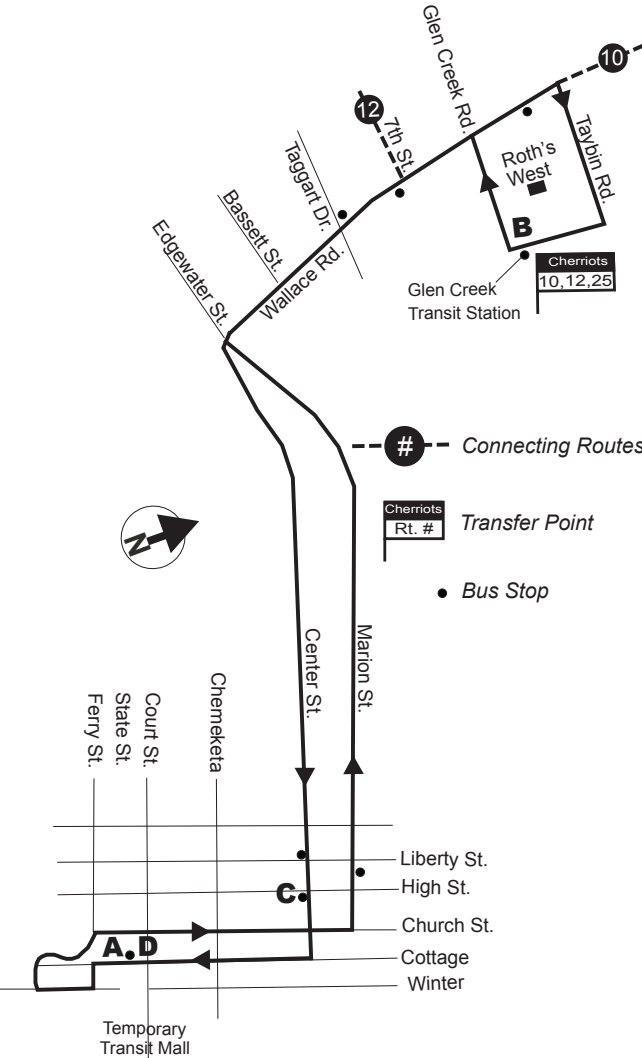 10
Glen Creek Rd.
12
7th St.
Taggart Dr.
Bassett St.
Edgewater St.
Wallace Rd.
Roth's
West
Taybin Rd.
B
Cherriots
10,12,25
Glen Creek
Transit Station
#
Connecting Routes
Cherriots
Rt. #
Transfer Point
Bus Stop
N
Center St.
Marion St.
Ferry St.
State St.
Court St.
Chemeketa
Liberty St.
C
High St.
Church St.
A
D
Cottage
Winter
Temporary
Transit Mall